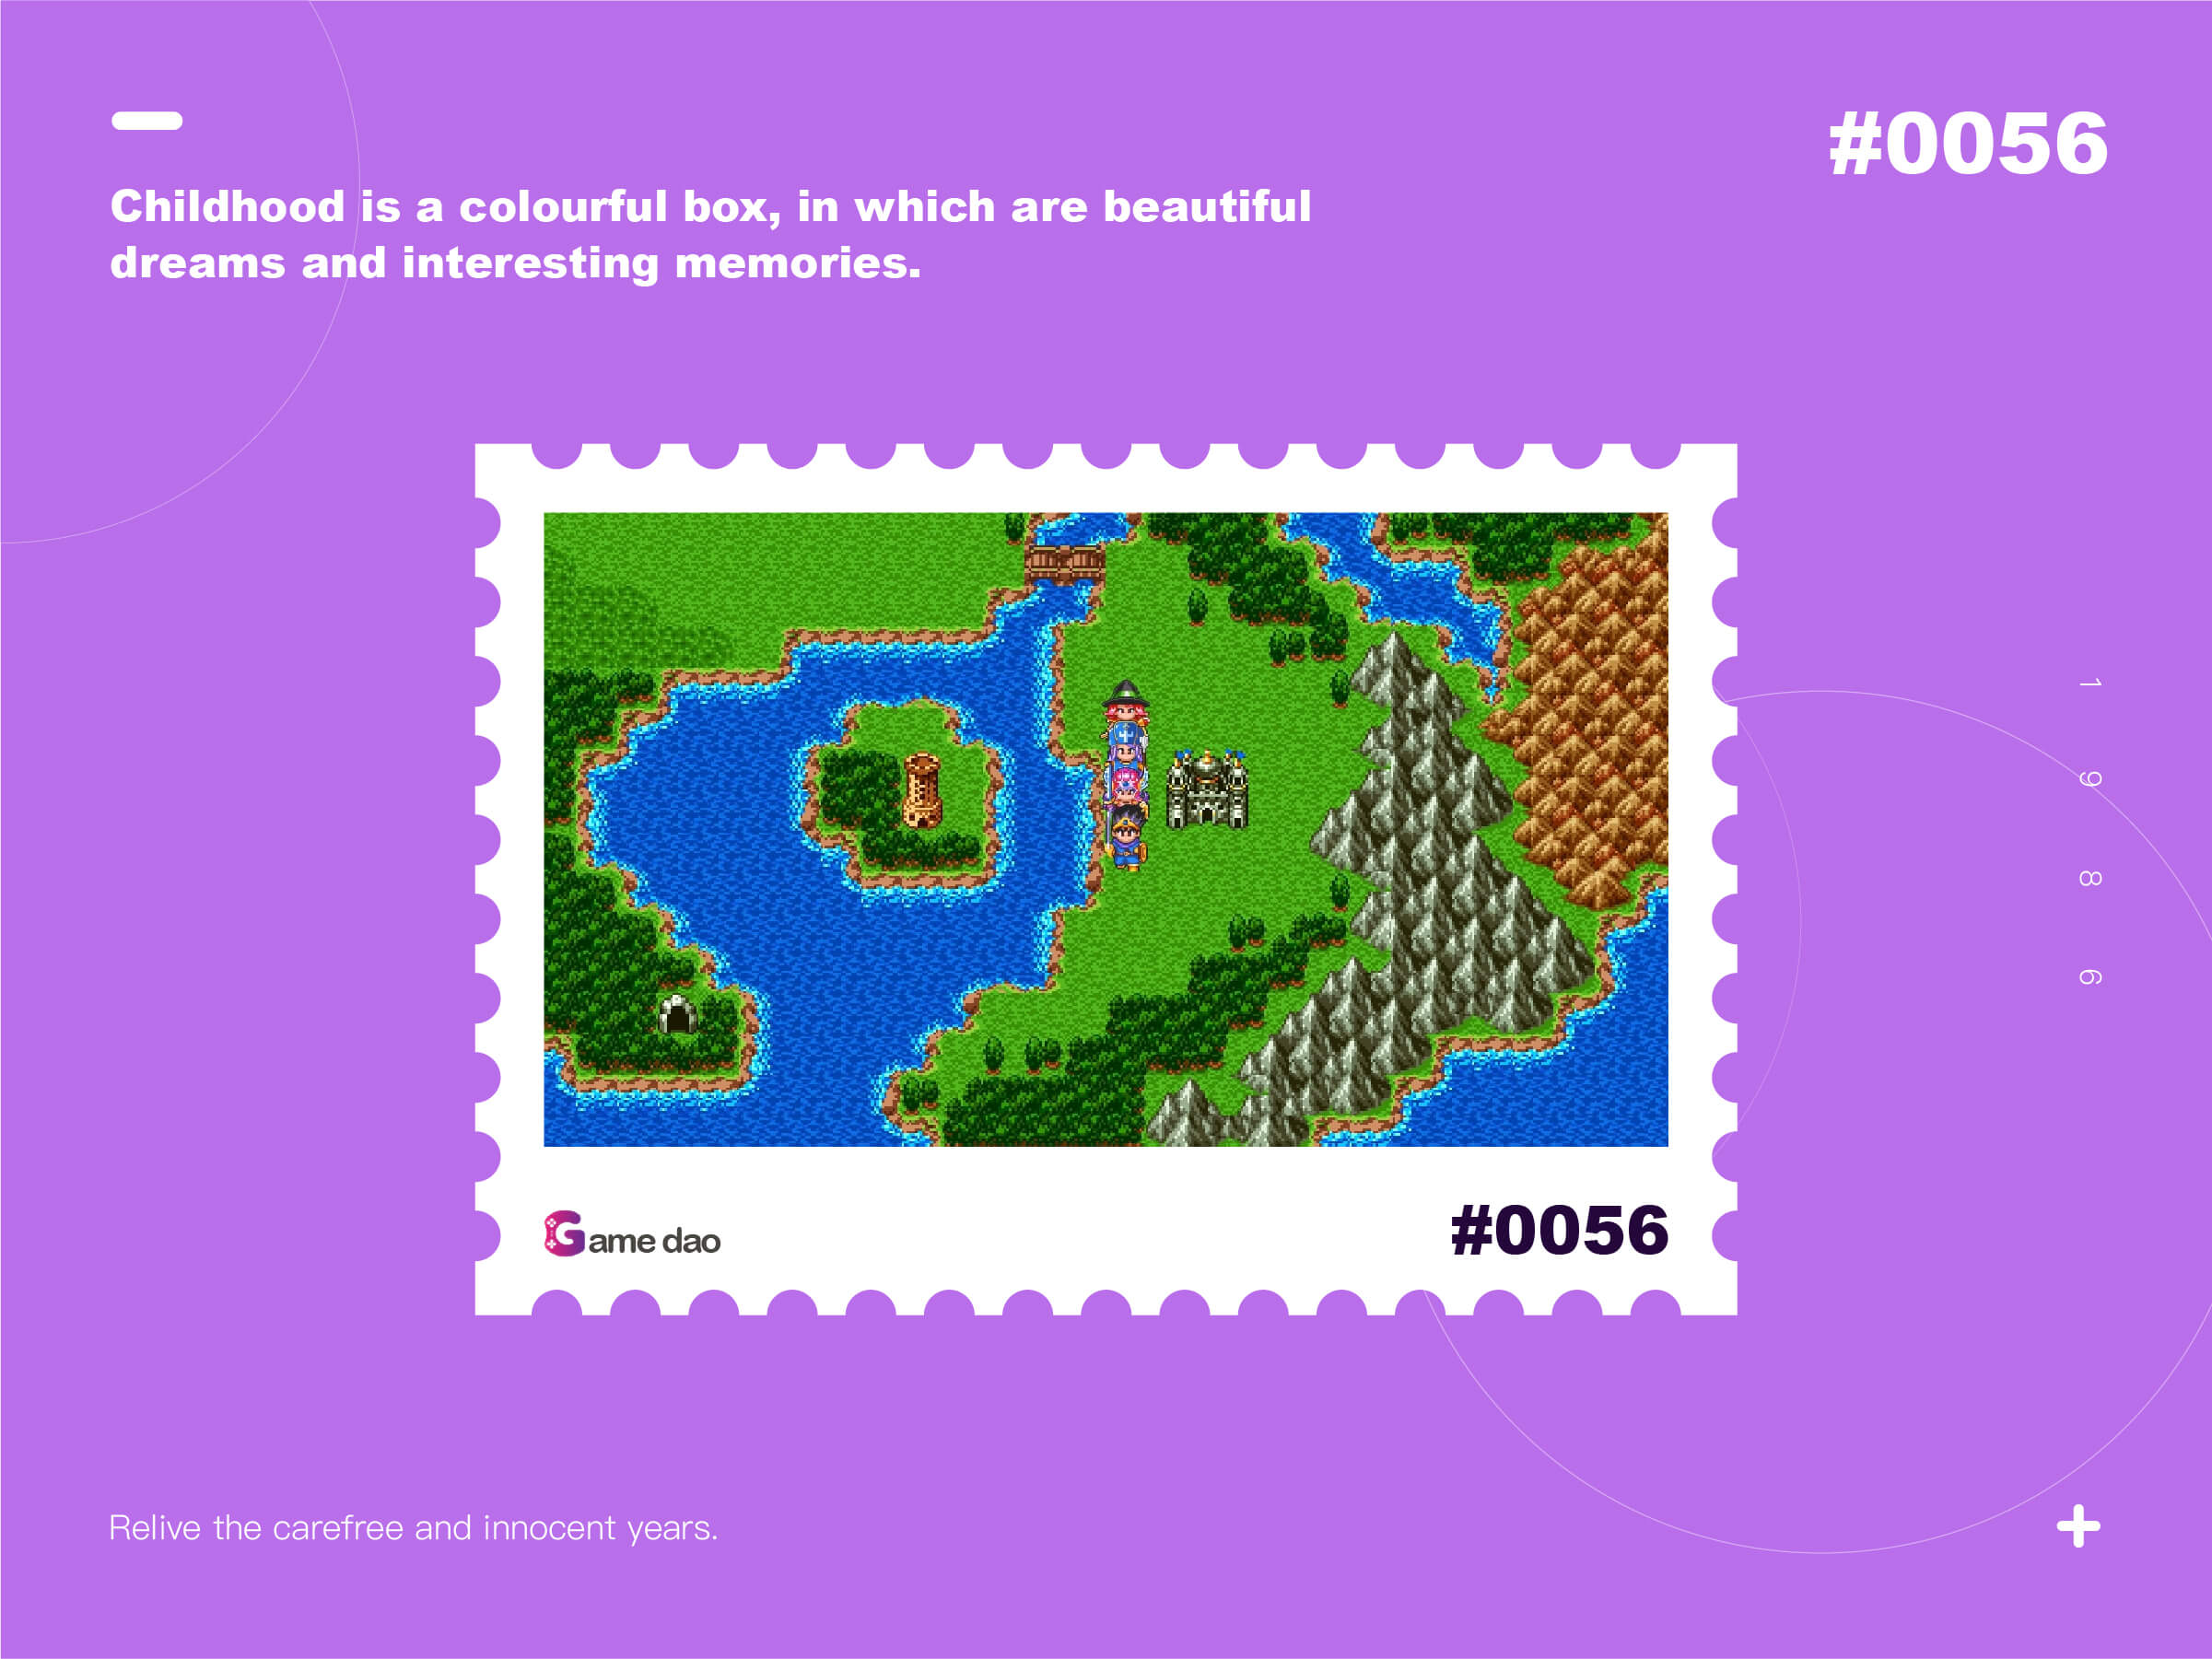 #0056
Childhood is a colourful box, in which are beautiful
dreams and interesting memories.
1
9
8
6
Game dao
#0056
Relive the carefree and innocent years.